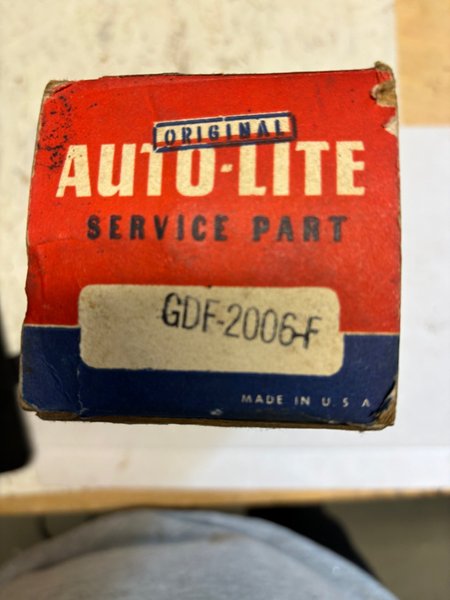 ORIGINAL
AUTO-LITE
SERVICE PART
GDF-2006-F
MADE IN U S A